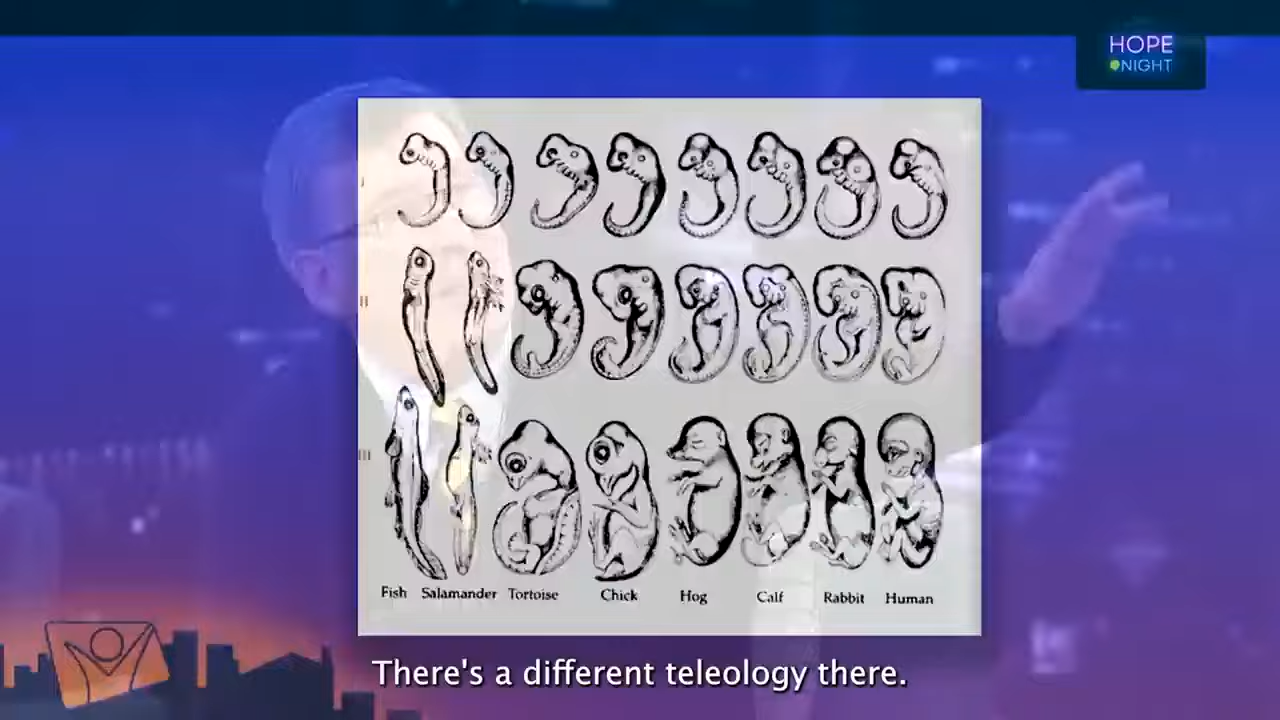 HOPE
NIGHT
I
II
III
Fish Salamander Tortoise Chick Hog Calf Rabbit Human
There's a different teleology there.